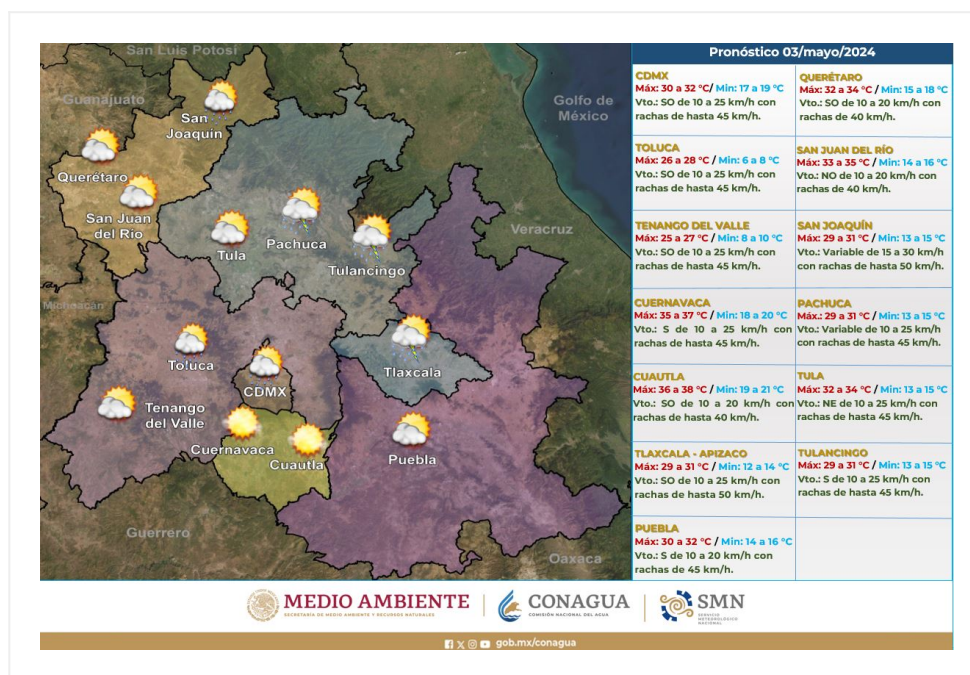 San Luis Potosí
Guanajuato
San
Joaquín
Golfo de
México
Querétaro
San Juan
del Río
Tula
Pachuca
Tulancingo
Veracruz
Michoacán
Toluca
CDMX
Tlaxcala
Tenango
del Valle
Cuernavaca
Cuautla
Puebla
Guerrero
Oaxaca
Pronóstico 03/mayo/2024
CDMX
Máx: 30 a 32 °C/ Min: 17 a 19 °C
Vto.: SO de 10 a 25 km/h con
rachas de hasta 45 km/h.
QUERÉTARO
Máx: 32 a 34 °C / Min: 15 a 18 °C
Vto.: SO de 10 a 20 km/h con
rachas de 40 km/h.
TOLUCA
Máx: 26 a 28 °C / Min: 6 a 8 °C
Vto.: SO de 10 a 25 km/h con
rachas de hasta 45 km/h.
SAN JUAN DEL RÍO
Máx: 33 a 35 °C / Min: 14 a 16 °C
Vto.: NO de 10 a 20 km/h con
rachas de 40 km/h.
TENANGO DEL VALLE
Máx: 25 a 27 °C / Min: 8 a 10 °C
Vto.: SO de 10 a 25 km/h con
rachas de hasta 45 km/h.
SAN JOAQUÍN
Máx: 29 a 31 °C / Min: 13 a 15 °C
Vto.: Variable de 15 a 30 km/h
con rachas de hasta 50 km/h.
CUERNAVACA
Máx: 35 a 37 °C / Min: 18 a 20 °C
Vto.: S de 10 a 25 km/h con
rachas de hasta 45 km/h.
PACHUCA
Máx.: 29 a 31 °C / Min: 13 a 15 °C
Vto.: Variable de 10 a 25 km/h
con rachas de hasta 45 km/h.
CUAUTLA
Máx: 36 a 38 °C / Min: 19 a 21 °C
Vto.: SO de 10 a 20 km/h con
rachas de hasta 40 km/h.
TULA
Máx: 32 a 34 °C / Min: 13 a 15 °C
Vto.: NE de 10 a 25 km/h con
rachas de hasta 45 km/h.
TLAXCALA - APIZACO
Máx: 29 a 31 °C / Min: 12 a 14 °C
Vto.: SO de 10 a 25 km/h con
rachas de hasta 50 km/h.
TULANCINGO
Máx: 29 a 31 °C / Min: 13 a 15 °C
Vto.: S de 10 a 25 km/h con
rachas de hasta 45 km/h.
PUEBLA
Máx: 30 a 32 °C / Min: 14 a 16 °C
Vto.: S de 10 a 20 km/h con
rachas de 45 km/h.
MEDIO AMBIENTE
SECRETARÍA DE MEDIO AMBIENTE Y RECURSOS NATURALES
CONAGUA
COMISIÓN NACIONAL DEL AGUA
SMN
SERVICIO
METEOROLÓGICO
NACIONAL
gob.mx/conagua